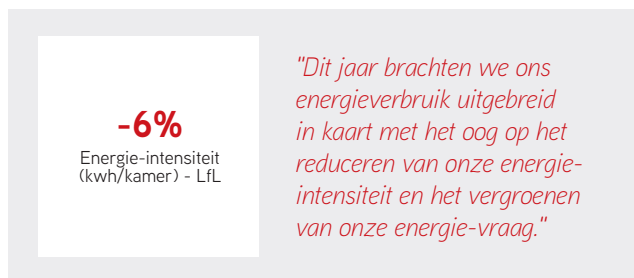 -6%
Energie-intensiteit
(kwh/kamer) - LfL
"Dit jaar brachten we ons
energieverbruik uitgebreid
in kaart met het oog op het
reduceren van onze energie-
intensiteit en het vergroenen
van onze energie-vraag."